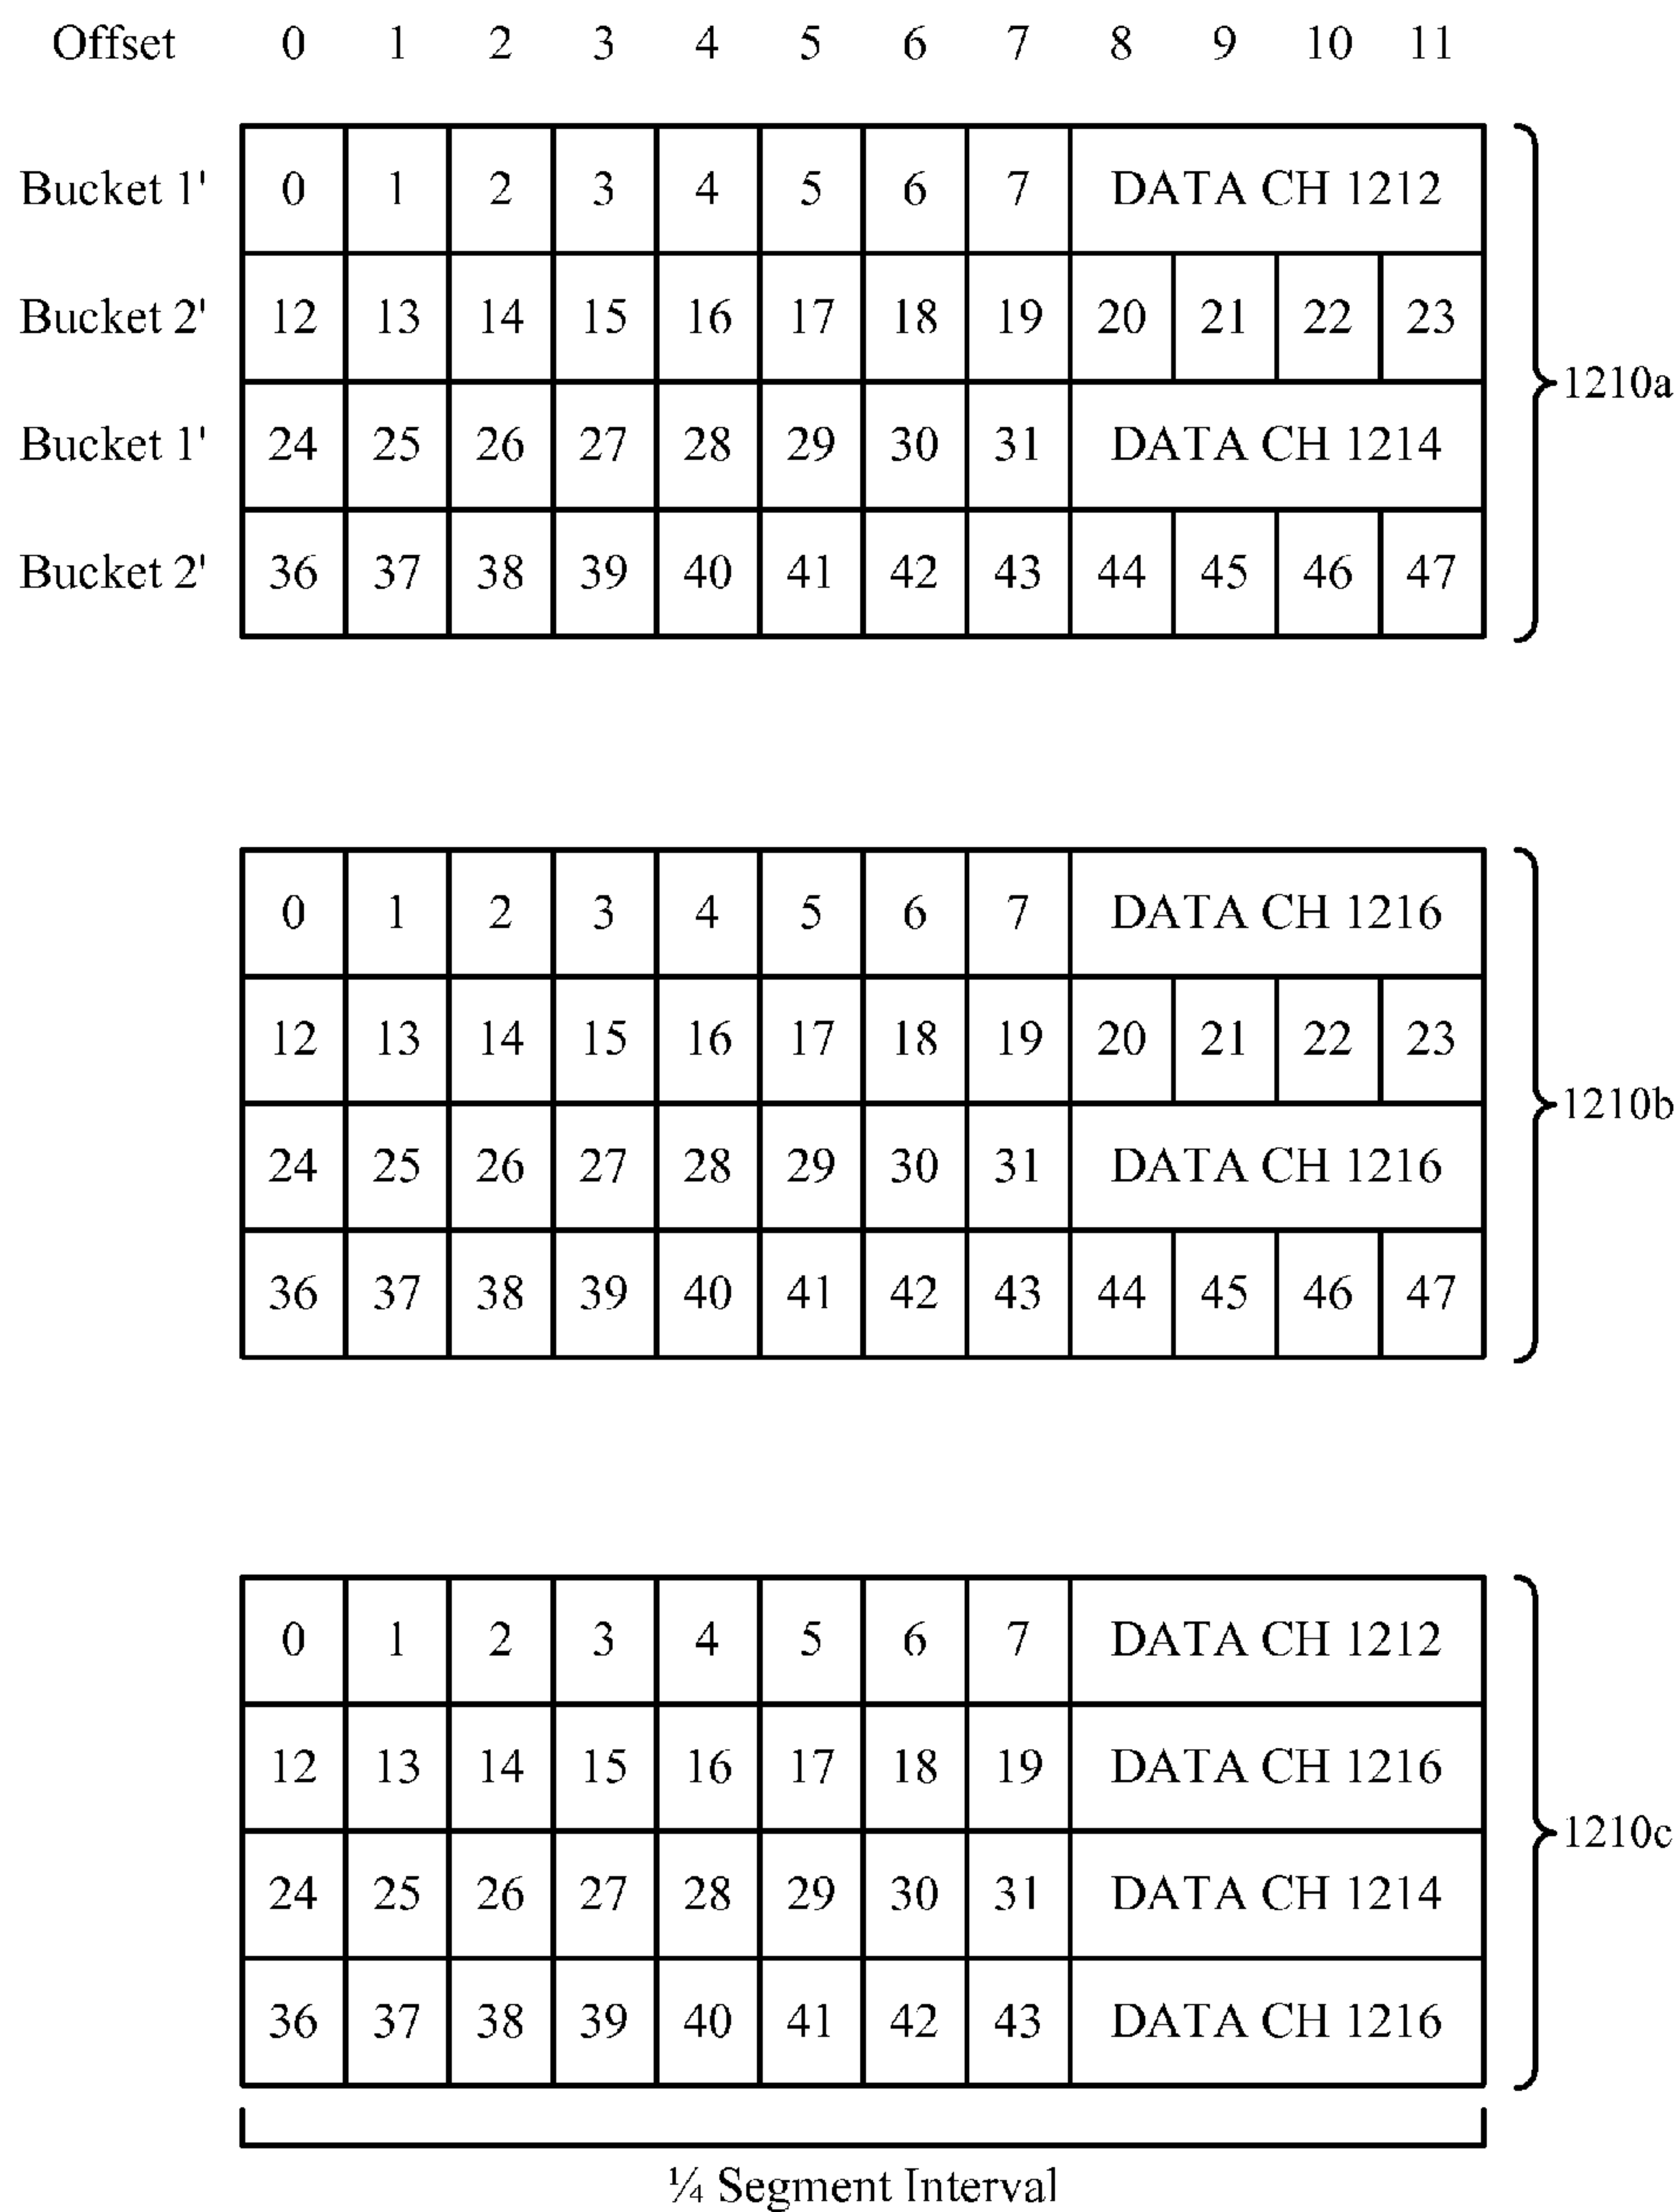 Offset 0 1 2 3 4 5 6 7 8 9 10 11
Bucket 1' 0 1 2 3 4 5 6 7 DATA CH 1212
Bucket 2' 12 13 14 15 16 17 18 19 20 21 22 23
1210a
Bucket 1' 24 25 26 27 28 29 30 31 DATA CH 1214
Bucket 2' 36 37 38 39 40 41 42 43 44 45 46 47
0 1 2 3 4 5 6 7 DATA CH 1216
12 13 14 15 16 17 18 19 20 21 22 23
1210b
24 25 26 27 28 29 30 31 DATA CH 1216
36 37 38 39 40 41 42 43 44 45 46 47
0 1 2 3 4 5 6 7 DATA CH 1212
12 13 14 15 16 17 18 19 DATA CH 1216
1210c
24 25 26 27 28 29 30 31 DATA CH 1214
36 37 38 39 40 41 42 43 DATA CH 1216
¼ Segment Interval